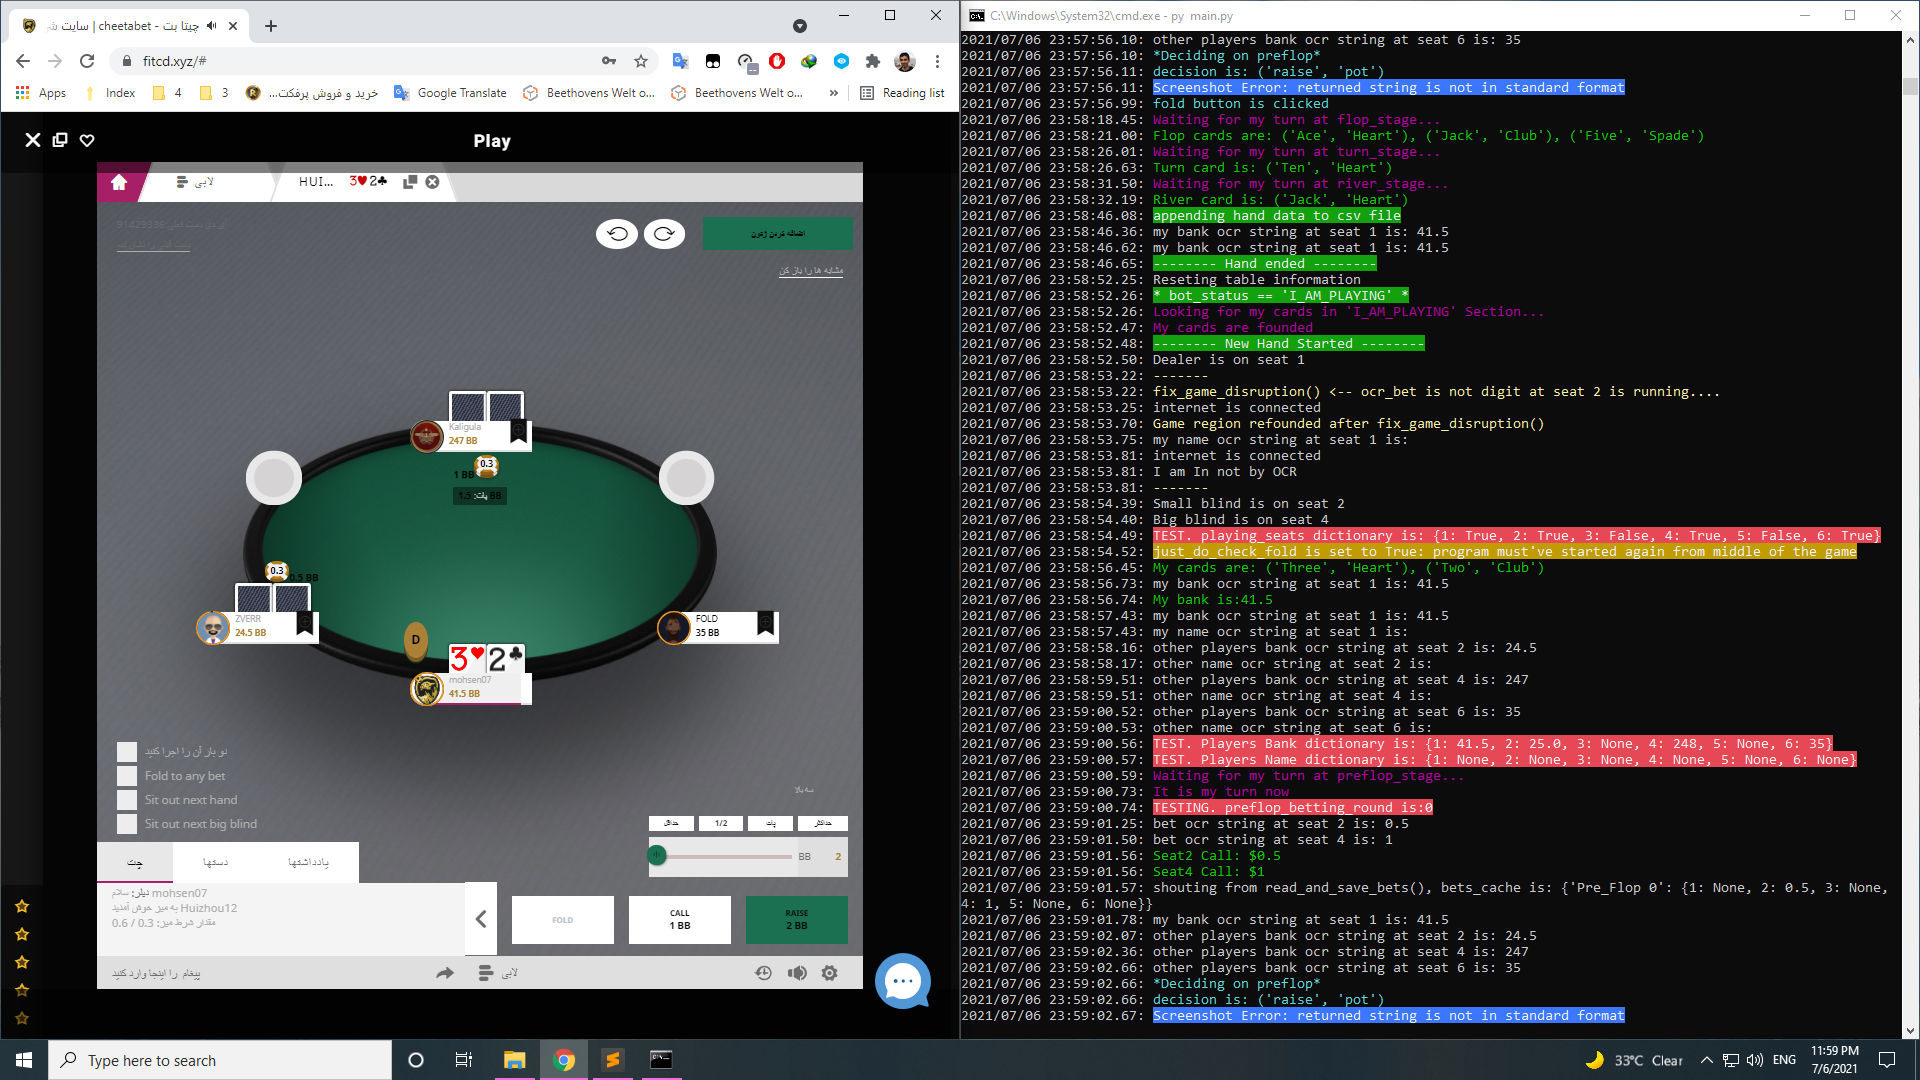 چیتا بت - cheetabet | سایت
fitcd.xyz/#
Apps
Index
4
3
خرید و فروش پرفکت...
Google Translate
Beethovens Welt o...
Beethovens Welt o...
»
Reading list
Play
لابی
HUI...
3♥2♣
91429336
اضافه کردن ژتون
مشابه ها را باز کن
Kaligula
247 BB
0.3
1 BB
پات: 1.5 BB
0.3
0.5 BB
ZVERR
24.5 BB
FOLD
35 BB
D
3♥ 2♣
mohsen07
41.5 BB
دو بار آن را اجرا کنید
Fold to any bet
Sit out next hand
Sit out next big blind
سه بالا
حداقل
1/2
پات
حداکثر
BB 2
چت
دستها
یادداشتها
دیلر: سلام mohsen07
به میز خوش آمدید Huizhou12
مقدار شرط میز: 0.3 / 0.6
FOLD
CALL
1 BB
RAISE
2 BB
پیغام را اینجا وارد کنید
لابی
C:\Windows\System32\cmd.exe - py main.py
2021/07/06 23:57:56.10: other players bank ocr string at seat 6 is: 35
2021/07/06 23:57:56.10: *Deciding on preflop*
2021/07/06 23:57:56.11: decision is: ('raise', 'pot')
2021/07/06 23:57:56.11: Screenshot Error: returned string is not in standard format
2021/07/06 23:57:56.99: fold button is clicked
2021/07/06 23:58:18.45: Waiting for my turn at flop_stage...
2021/07/06 23:58:21.00: Flop cards are: ('Ace', 'Heart'), ('Jack', 'Club'), ('Five', 'Spade')
2021/07/06 23:58:26.01: Waiting for my turn at turn_stage...
2021/07/06 23:58:26.63: Turn card is: ('Ten', 'Heart')
2021/07/06 23:58:31.50: Waiting for my turn at river_stage...
2021/07/06 23:58:32.19: River card is: ('Jack', 'Heart')
2021/07/06 23:58:46.08: appending hand data to csv file
2021/07/06 23:58:46.36: my bank ocr string at seat 1 is: 41.5
2021/07/06 23:58:46.62: my bank ocr string at seat 1 is: 41.5
2021/07/06 23:58:46.65: -------- Hand ended --------
2021/07/06 23:58:52.25: Reseting table information
2021/07/06 23:58:52.26: * bot_status == 'I_AM_PLAYING' *
2021/07/06 23:58:52.26: Looking for my cards in 'I_AM_PLAYING' Section...
2021/07/06 23:58:52.47: My cards are founded
2021/07/06 23:58:52.48: -------- New Hand Started --------
2021/07/06 23:58:52.50: Dealer is on seat 1
2021/07/06 23:58:53.22: -------
2021/07/06 23:58:53.22: fix_game_disruption() <-- ocr_bet is not digit at seat 2 is running....
2021/07/06 23:58:53.25: internet is connected
2021/07/06 23:58:53.70: Game region refounded after fix_game_disruption()
2021/07/06 23:58:53.75: my name ocr string at seat 1 is:
2021/07/06 23:58:53.81: internet is connected
2021/07/06 23:58:53.81: I am In not by OCR
2021/07/06 23:58:53.81: -------
2021/07/06 23:58:54.39: Small blind is on seat 2
2021/07/06 23:58:54.40: Big blind is on seat 4
2021/07/06 23:58:54.49: TEST. playing_seats dictionary is: {1: True, 2: True, 3: False, 4: True, 5: False, 6: True}
2021/07/06 23:58:54.52: just_do_check_fold is set to True: program must've started again from middle of the game
2021/07/06 23:58:56.45: My cards are: ('Three', 'Heart'), ('Two', 'Club')
2021/07/06 23:58:56.73: my bank ocr string at seat 1 is: 41.5
2021/07/06 23:58:56.74: My bank is:41.5
2021/07/06 23:58:57.43: my bank ocr string at seat 1 is: 41.5
2021/07/06 23:58:57.43: my name ocr string at seat 1 is:
2021/07/06 23:58:58.16: other players bank ocr string at seat 2 is: 24.5
2021/07/06 23:58:58.17: other name ocr string at seat 2 is:
2021/07/06 23:58:59.51: other players bank ocr string at seat 4 is: 247
2021/07/06 23:58:59.51: other name ocr string at seat 4 is:
2021/07/06 23:59:00.52: other players bank ocr string at seat 6 is: 35
2021/07/06 23:59:00.53: other name ocr string at seat 6 is:
2021/07/06 23:59:00.56: TEST. Players Bank dictionary is: {1: 41.5, 2: 25.0, 3: None, 4: 248, 5: None, 6: 35}
2021/07/06 23:59:00.57: TEST. Players Name dictionary is: {1: None, 2: None, 3: None, 4: None, 5: None, 6: None}
2021/07/06 23:59:00.59: Waiting for my turn at preflop_stage...
2021/07/06 23:59:00.73: It is my turn now
2021/07/06 23:59:00.74: TESTING. preflop_betting_round is:0
2021/07/06 23:59:01.25: bet ocr string at seat 2 is: 0.5
2021/07/06 23:59:01.50: bet ocr string at seat 4 is: 1
2021/07/06 23:59:01.56: Seat2 Call: $0.5
2021/07/06 23:59:01.56: Seat4 Call: $1
2021/07/06 23:59:01.57: shouting from read_and_save_bets(), bets_cache is: {'Pre_Flop 0': {1: None, 2: 0.5, 3: None,
4: 1, 5: None, 6: None}}
2021/07/06 23:59:01.78: my bank ocr string at seat 1 is: 41.5
2021/07/06 23:59:02.07: other players bank ocr string at seat 2 is: 24.5
2021/07/06 23:59:02.36: other players bank ocr string at seat 4 is: 247
2021/07/06 23:59:02.66: other players bank ocr string at seat 6 is: 35
2021/07/06 23:59:02.66: *Deciding on preflop*
2021/07/06 23:59:02.66: decision is: ('raise', 'pot')
2021/07/06 23:59:02.67: Screenshot Error: returned string is not in standard format
Type here to search
33°C Clear
ENG
11:59 PM
7/6/2021